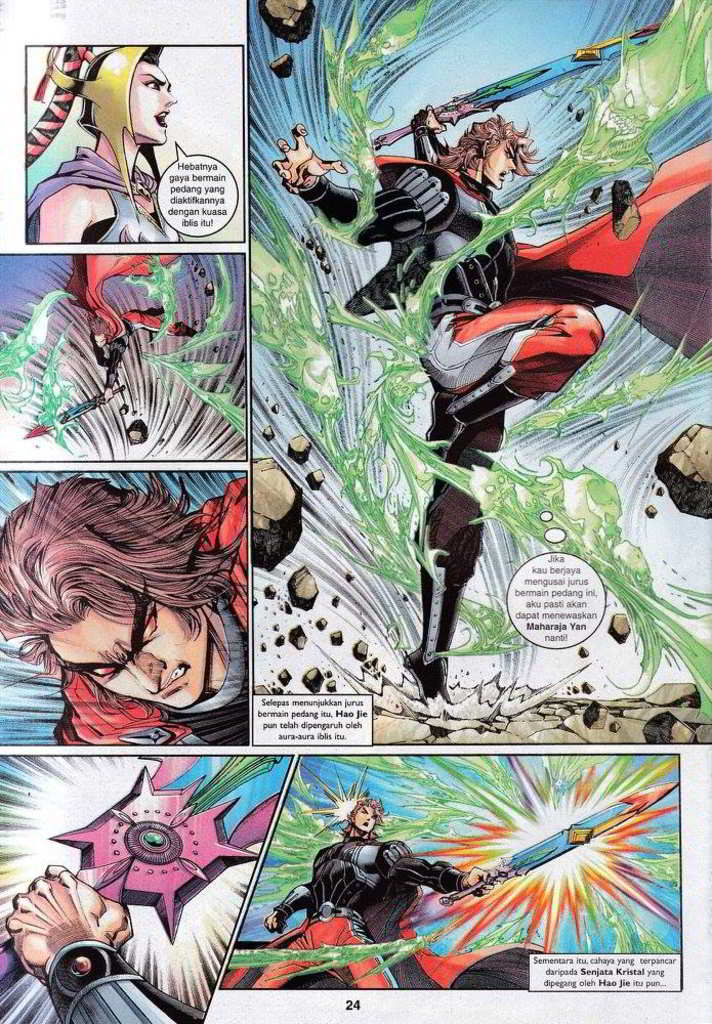 Hebatnya
gaya bermain
pedang yang
diaktifkannya
dengan kuasa
iblis itu!
Jika
kau berjaya
mengusai jurus
bermain pedang ini,
aku pasti akan
dapat menewaskan
Maharaja Yan
nanti!
Selepas menunjukkan jurus
bermain pedang itu, Hao Jie
pun telah dipengaruh oleh
aura-aura iblis itu.
Sementara itu, cahaya yang terpancar
daripada Senjata Kristal yang
dipegang oleh Hao Jie itu pun...
24